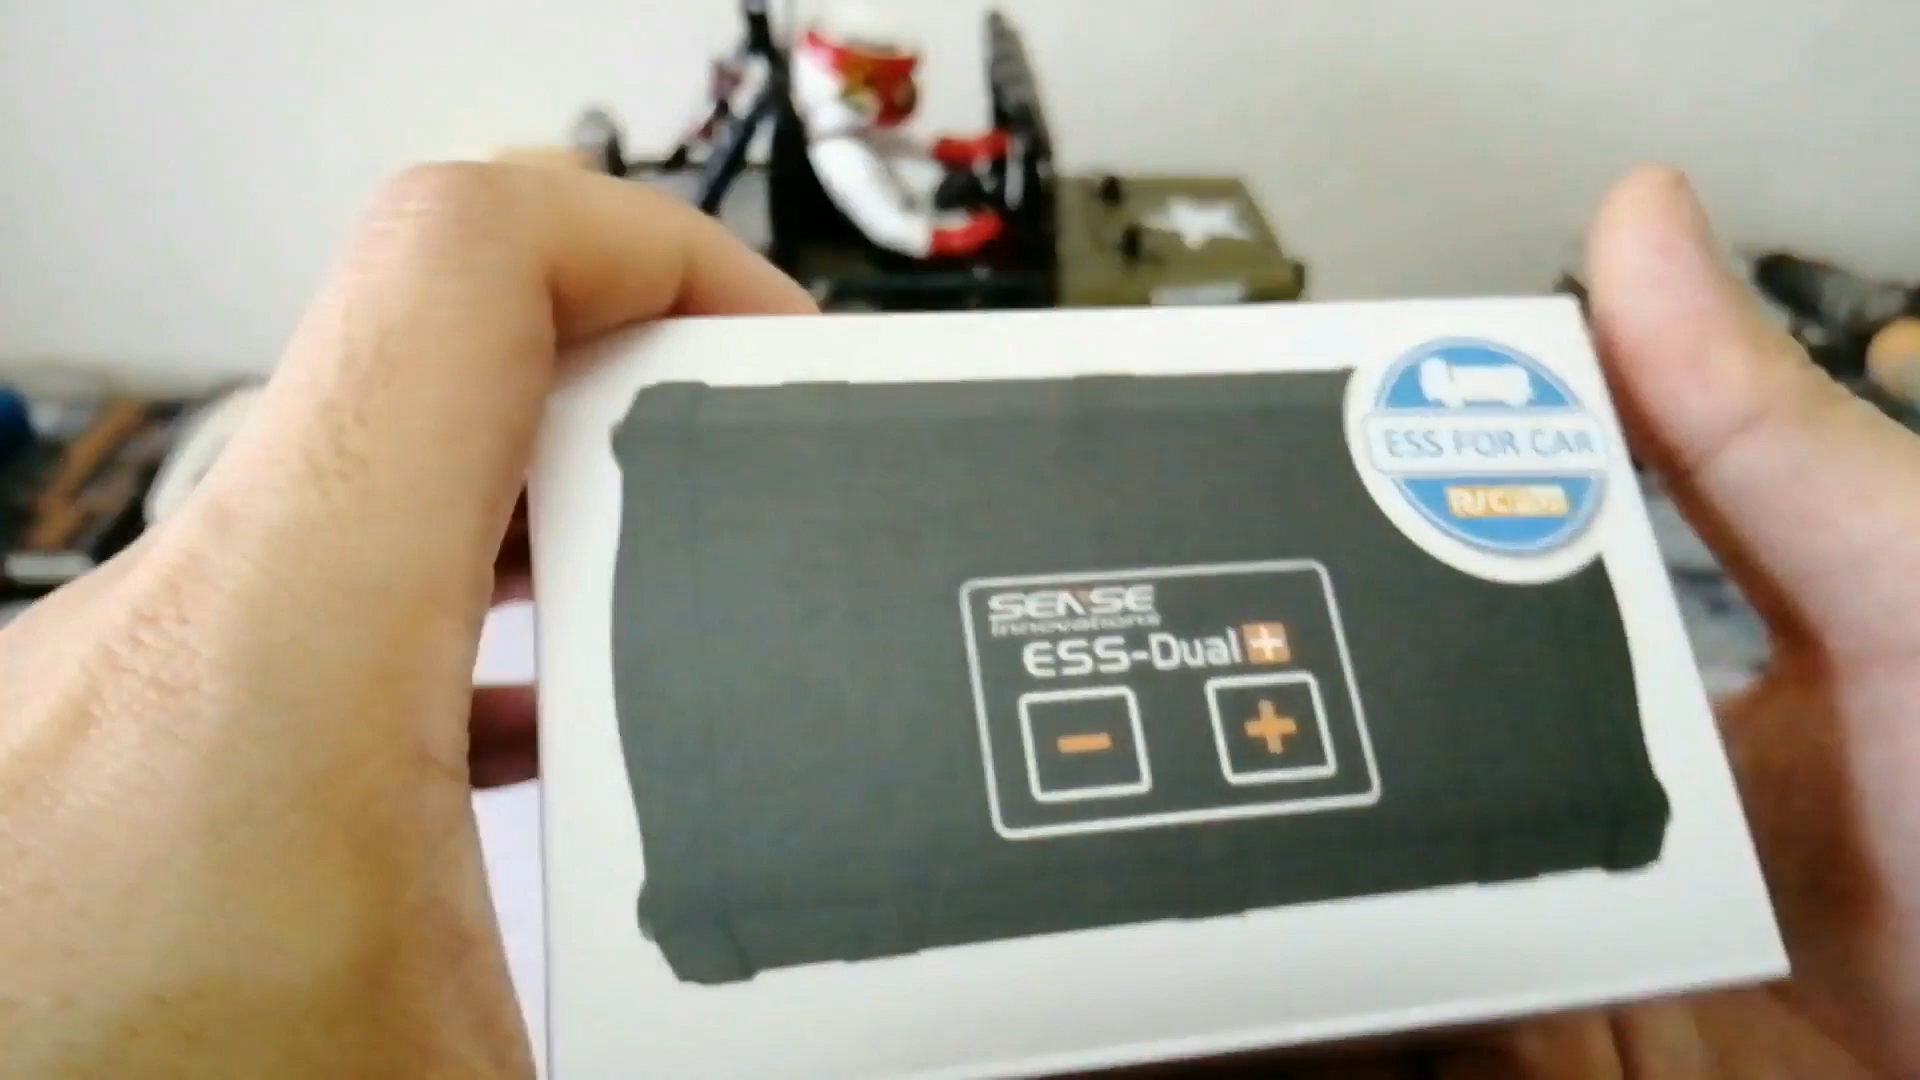 ESS FOR CAR
R/C
SENSE
Innovations
ESS-Dual+
- +